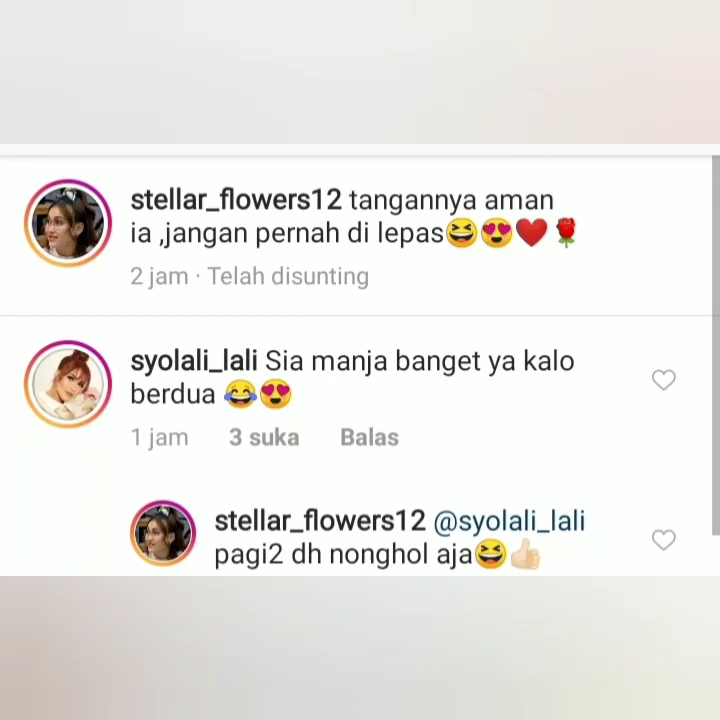 stellar_flowers12 tangannya aman
ia ,jangan pernah di lepas😆😍❤️🌹
2 jam · Telah disunting
syolali_lali Sia manja banget ya kalo
berdua 😂😍
1 jam 3 suka Balas
stellar_flowers12 @syolali_lali
pagi2 dh nonghol aja😆👍🏻